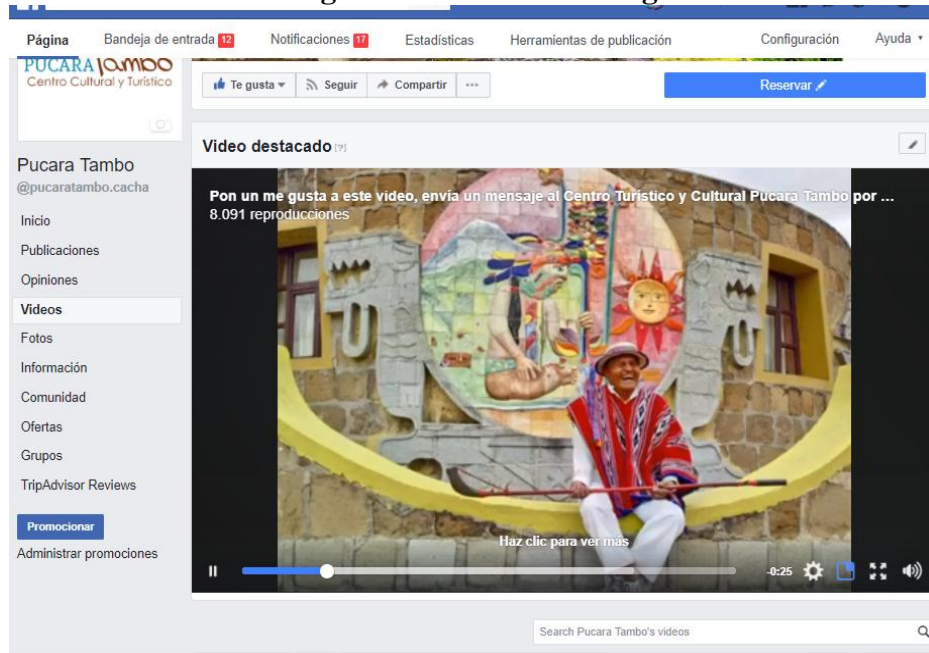 Página Bandeja de entrada 12 Notificaciones 17 Estadísticas Herramientas de publicación Configuración Ayuda
PUCARA Tambo
Centro Cultural y Turístico
Te gusta Seguir Compartir ... Reservar
Video destacado [?]
Pucara Tambo
@pucaratambo.cacha
Inicio
Publicaciones
Opiniones
Videos
Fotos
Información
Comunidad
Ofertas
Grupos
TripAdvisor Reviews
Promocionar
Administrar promociones
Pon un me gusta a este video, envía un mensaje al Centro Turístico y Cultural Pucara Tambo por ...
8.091 reproducciones
Haz clic para ver más
-0:25
Search Pucara Tambo's videos